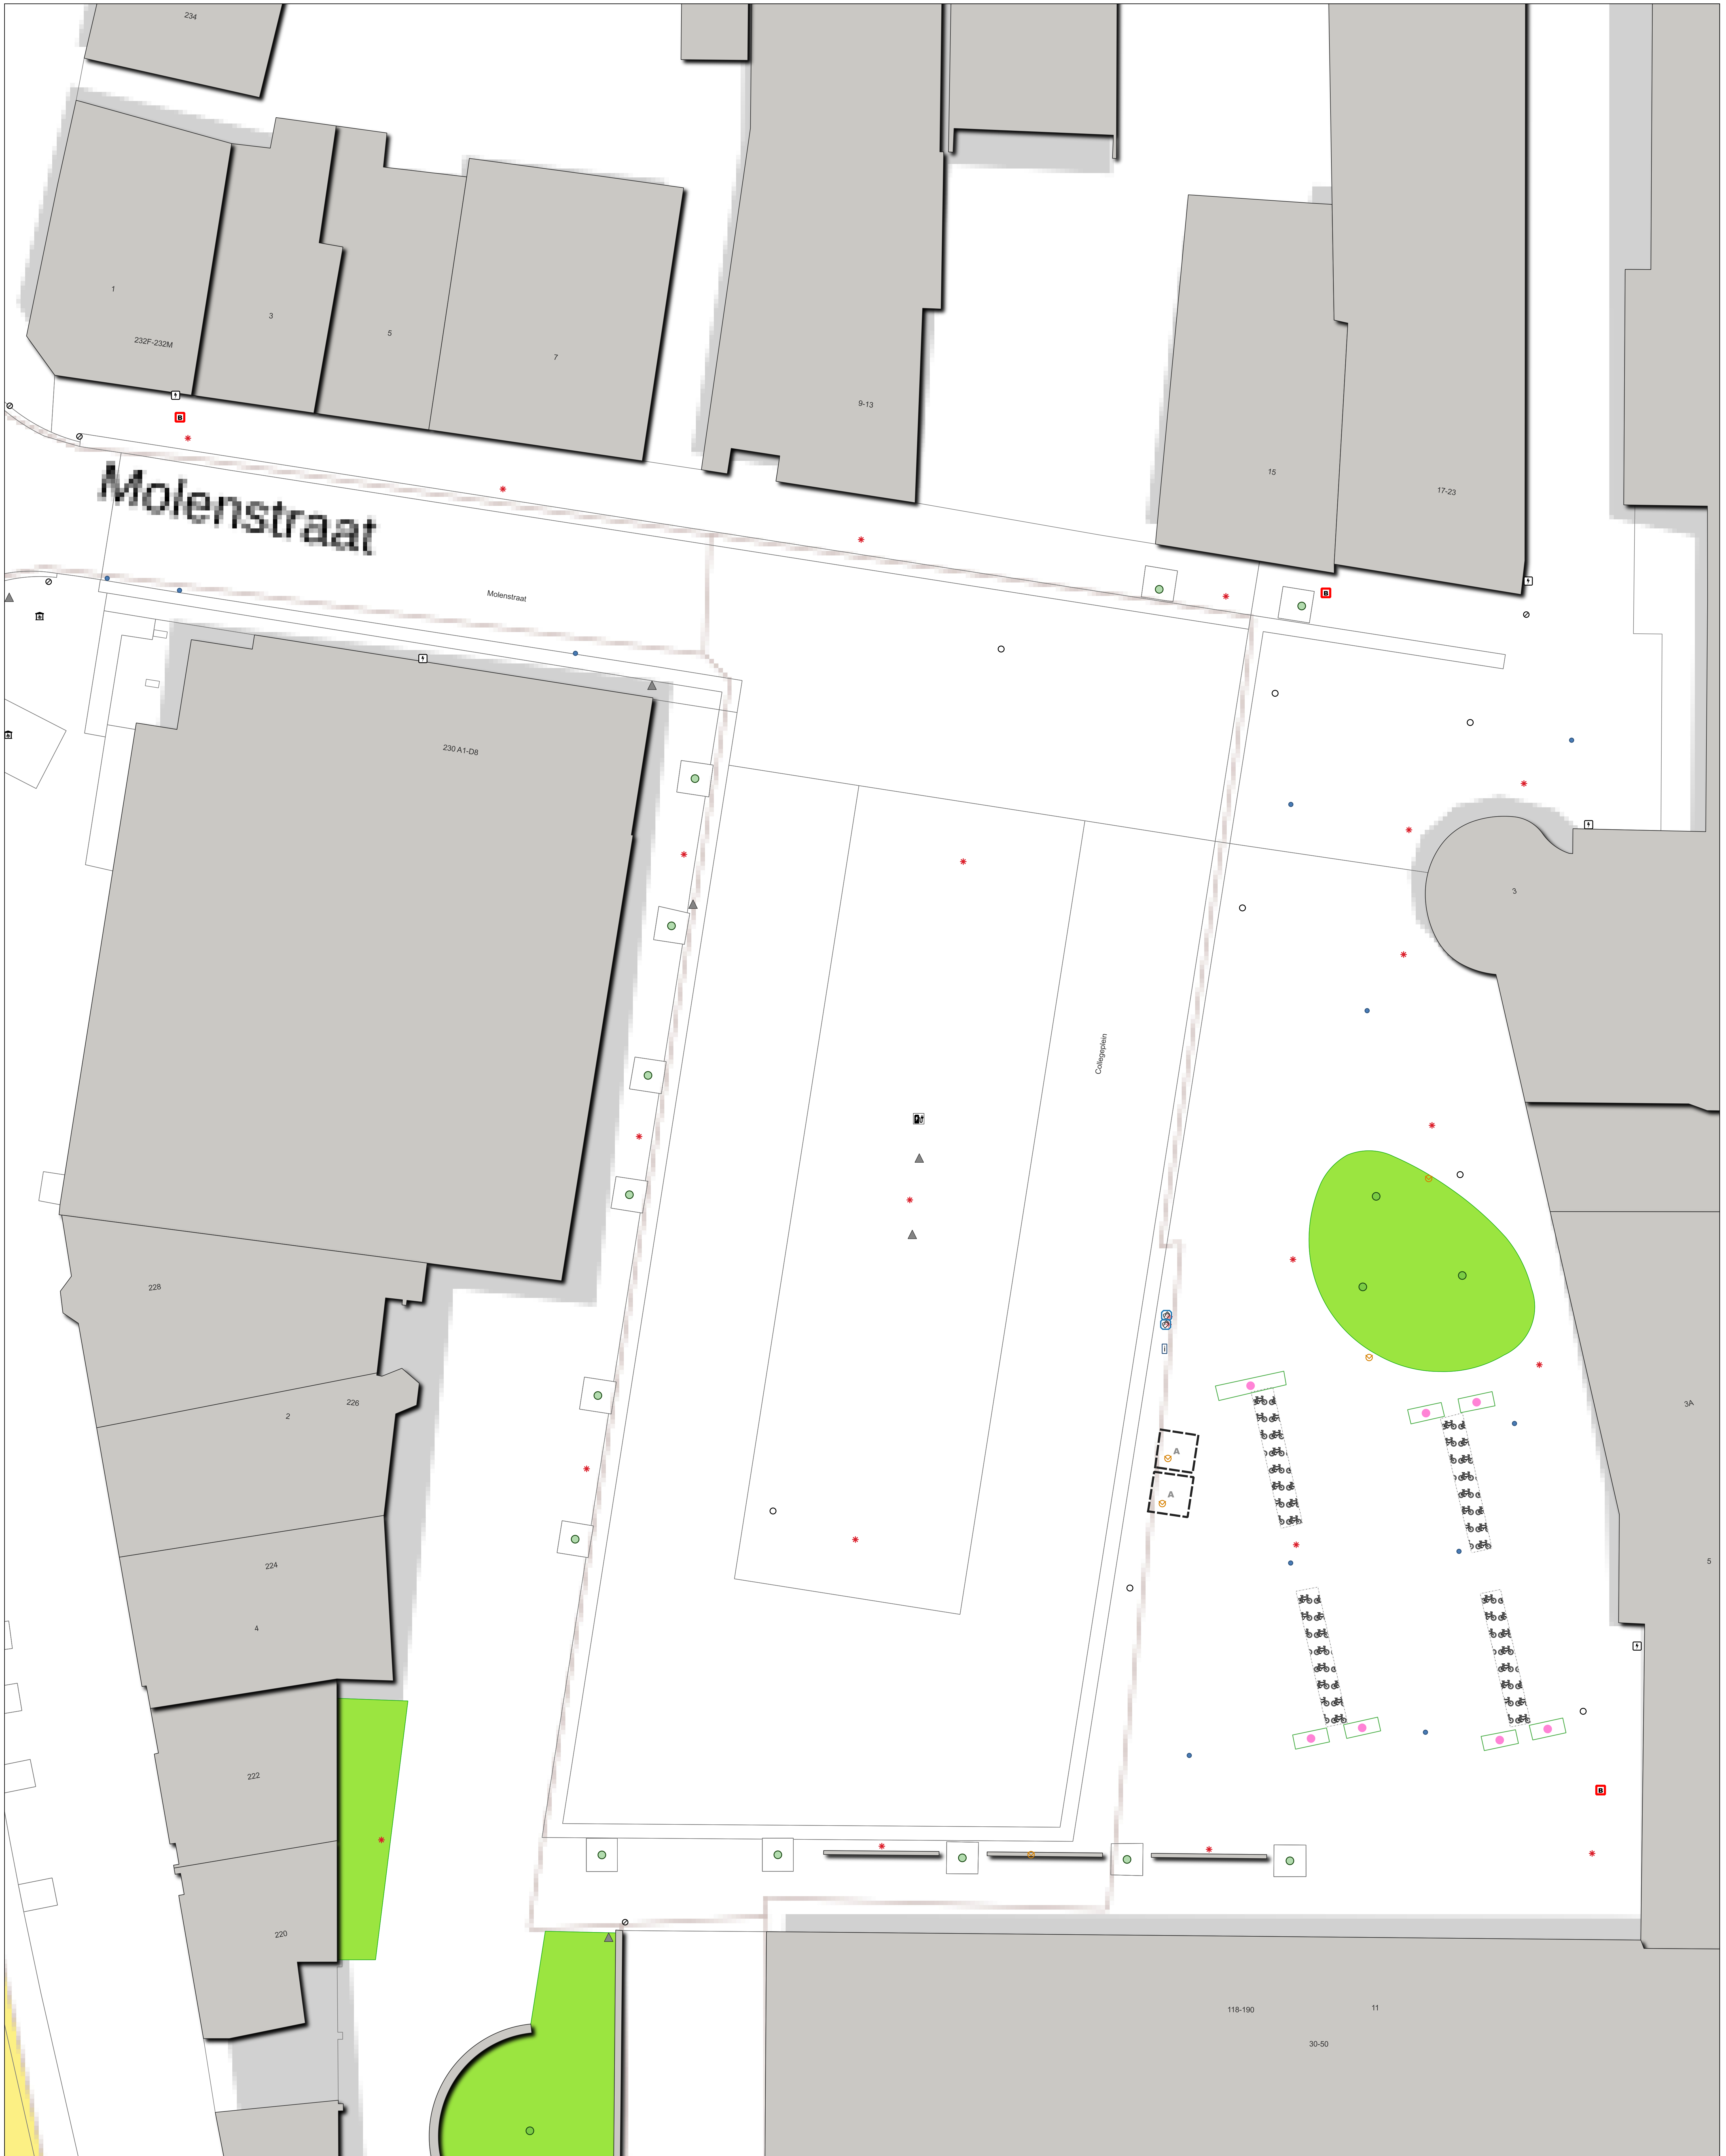 234
1
232F-232M
3
5
7
9-13
15
17-23
B
B
Molenstraat
Molenstraat
230 A1-D8
3
Collegeplein
228
226
2
3A
A
A
224
5
4
222
B
220
118-190
11
30-50